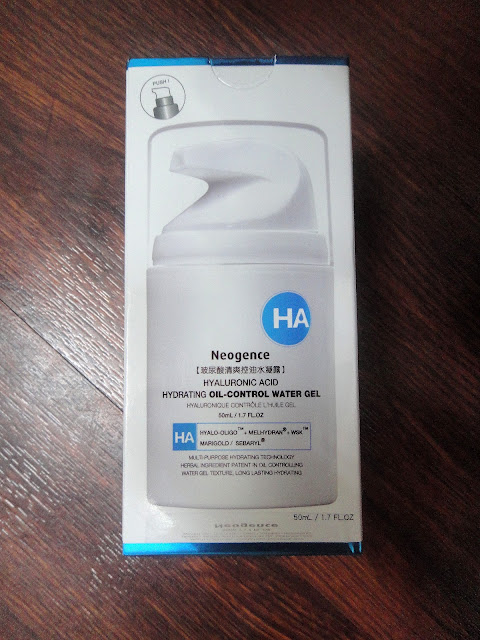 PUSH!
HA
Neogence
【玻尿酸清爽控油水凝露】
HYALURONIC ACID
HYDRATING OIL-CONTROL WATER GEL
HYALURONIQUE CONTRÔLE L'HUILE GEL
50mL / 1.7 FL.OZ
HA HYALO-OLIGO™ + MELHYDRAN® + WSK™
MARIGOLD / SEBARYL®
MULTI-PURPOSE HYDRATING TECHNOLOGY
HERBAL INGREDIENT PATENT IN OIL CONTROLLING
WATER GEL TEXTURE, LONG LASTING HYDRATING
50mL / 1.7 FL.OZ